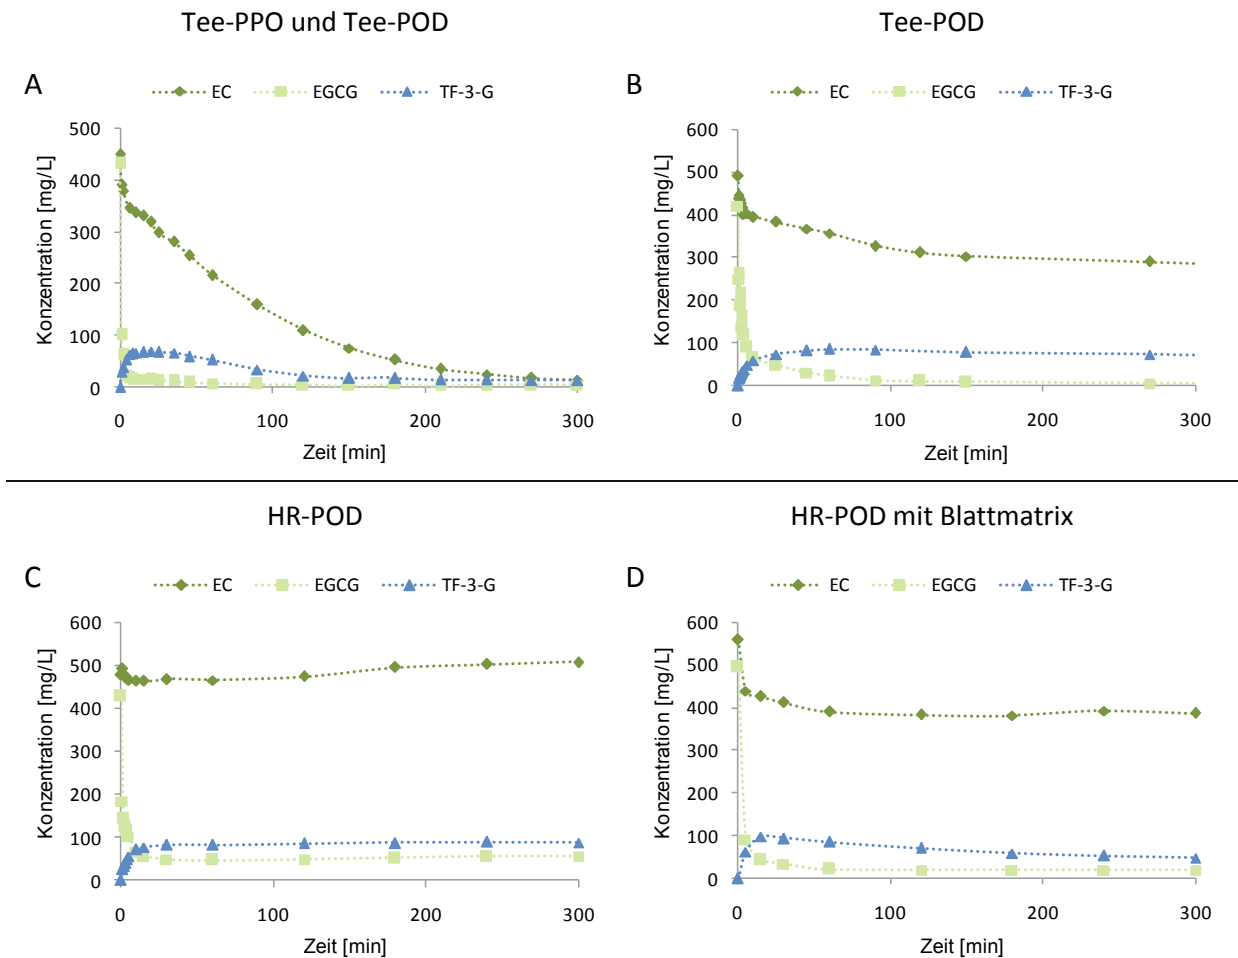 Tee-PPO und Tee-POD
Tee-POD
A
EC EGCG TF-3-G
Konzentration [mg/L]
500
400
300
200
100
0
0 100 200 300
Zeit [min]
B
EC EGCG TF-3-G
Konzentration [mg/L]
600
500
400
300
200
100
0
0 100 200 300
Zeit [min]
HR-POD
HR-POD mit Blattmatrix
C
EC EGCG TF-3-G
Konzentration [mg/L]
600
500
400
300
200
100
0
0 100 200 300
Zeit [min]
D
EC EGCG TF-3-G
Konzentration [mg/L]
600
500
400
300
200
100
0
0 100 200 300
Zeit [min]